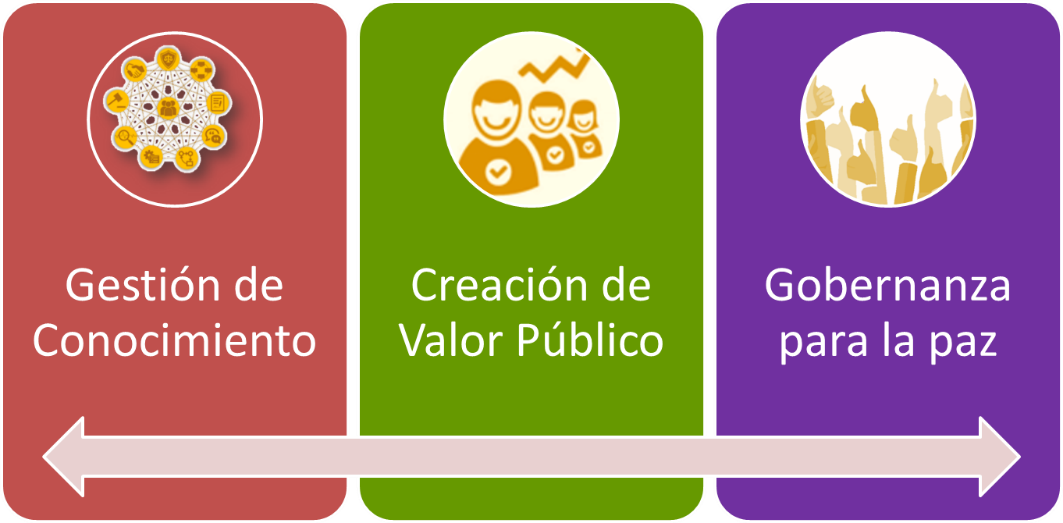 Gestión de
Conocimiento
Creación de
Valor Público
Gobernanza
para la paz